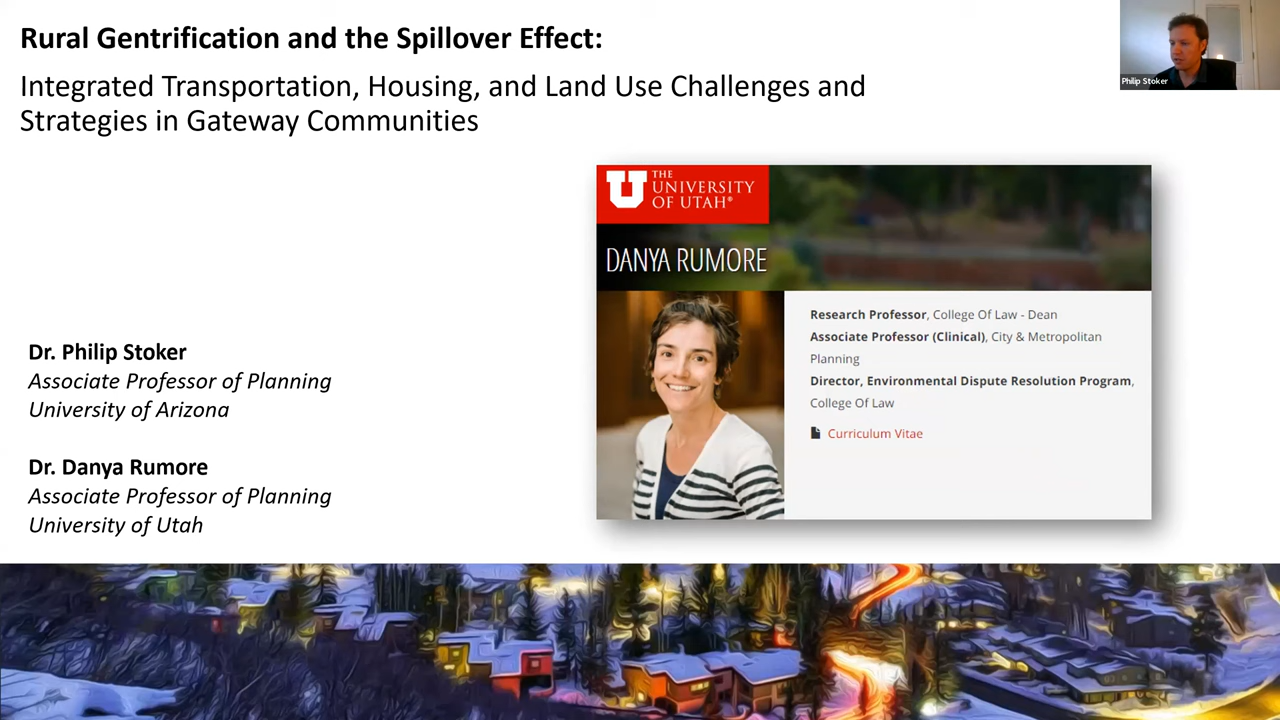 Rural Gentrification and the Spillover Effect:
Integrated Transportation, Housing, and Land Use Challenges and
Strategies in Gateway Communities
Philip Stoker
THE
UNIVERSITY
OF UTAH®
DANYA RUMORE
Research Professor, College Of Law - Dean
Associate Professor (Clinical), City & Metropolitan
Planning
Director, Environmental Dispute Resolution Program,
College Of Law
Curriculum Vitae
Dr. Philip Stoker
Associate Professor of Planning
University of Arizona
Dr. Danya Rumore
Associate Professor of Planning
University of Utah